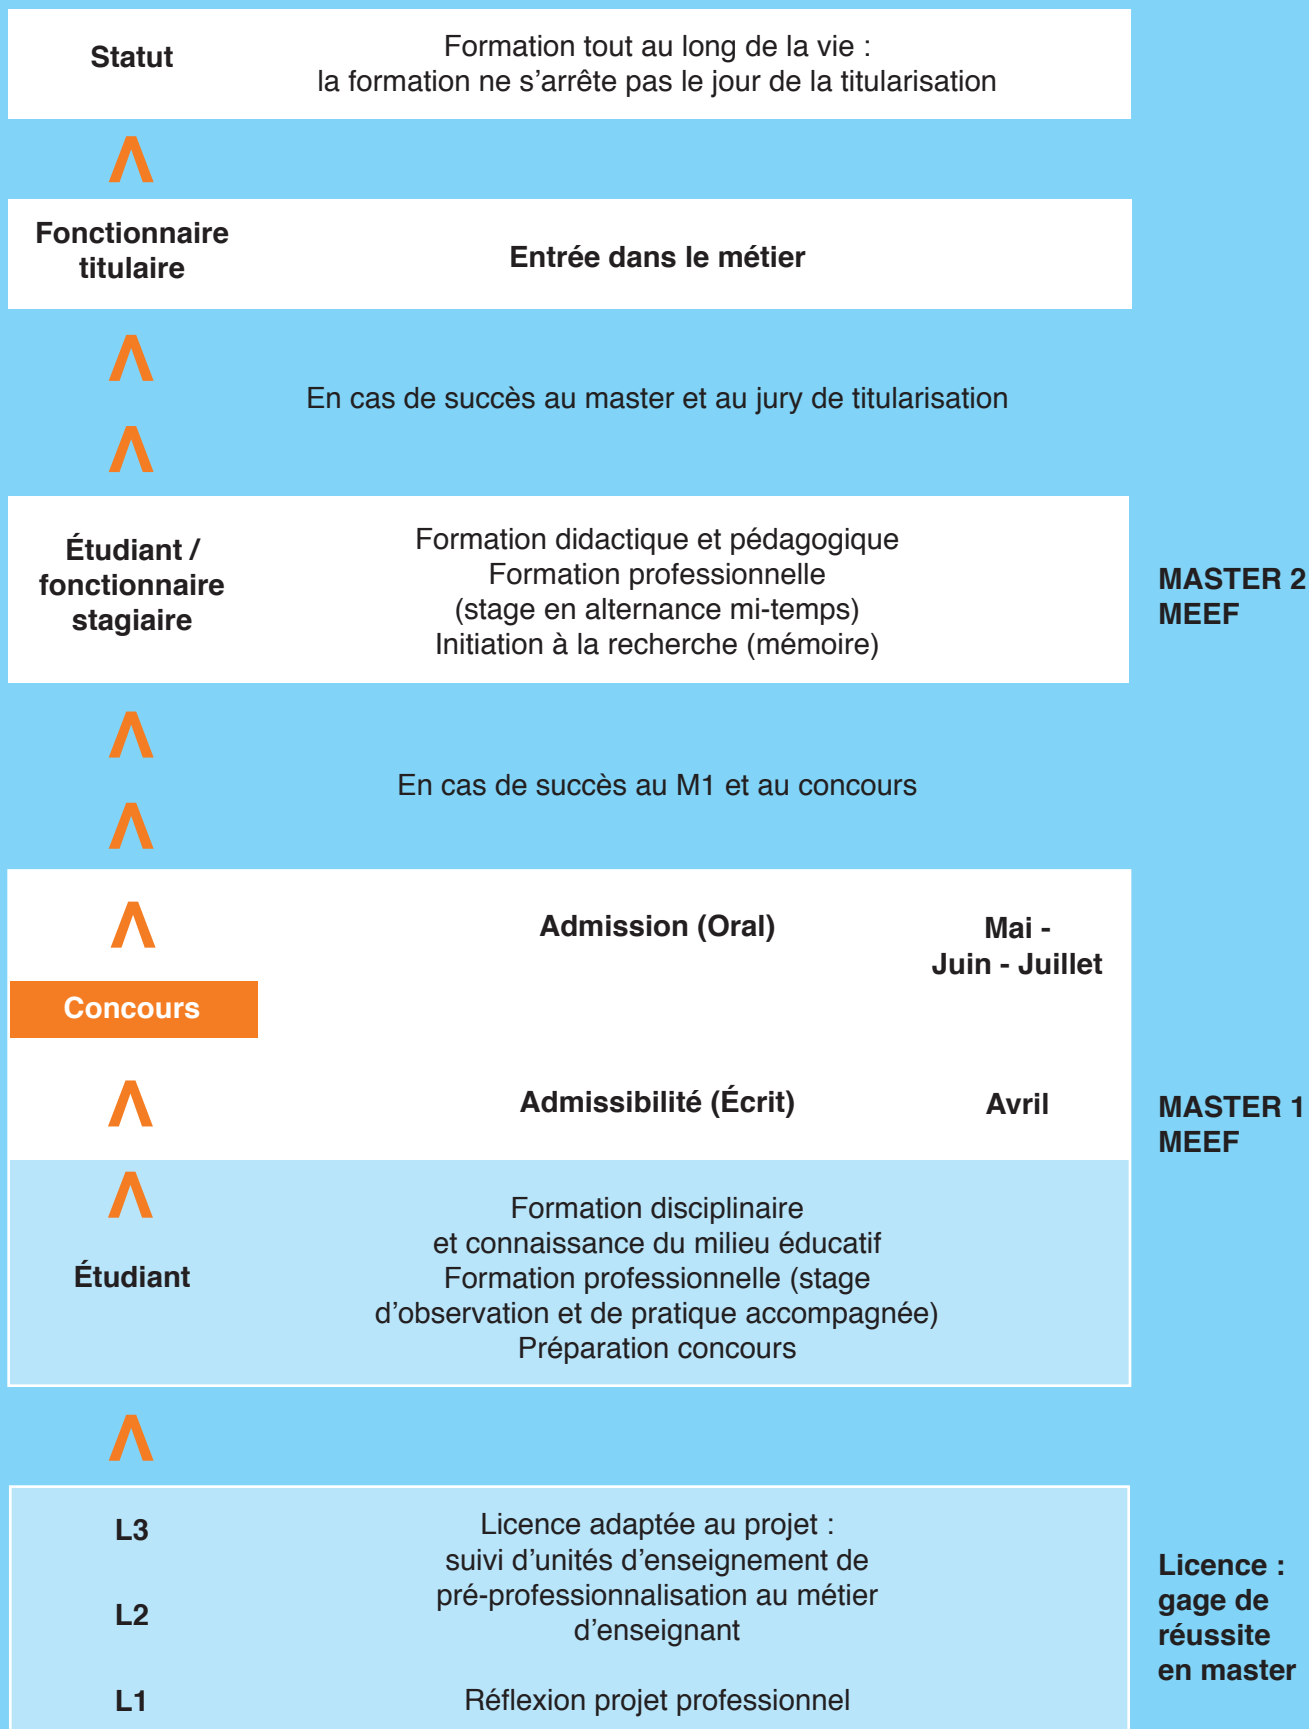 Statut
Formation tout au long de la vie :
la formation ne s’arrête pas le jour de la titularisation
Fonctionnaire
titulaire
Entrée dans le métier
En cas de succès au master et au jury de titularisation
Étudiant /
fonctionnaire
stagiaire
Formation didactique et pédagogique
Formation professionnelle
(stage en alternance mi-temps)
Initiation à la recherche (mémoire)
MASTER 2
MEEF
En cas de succès au M1 et au concours
Admission (Oral)
Mai -
Juin - Juillet
Concours
Admissibilité (Écrit)
Avril
MASTER 1
MEEF
Étudiant
Formation disciplinaire
et connaissance du milieu éducatif
Formation professionnelle (stage
d’observation et de pratique accompagnée)
Préparation concours
L3
Licence adaptée au projet :
suivi d’unités d’enseignement de
pré-professionnalisation au métier
d’enseignant
L2
L1
Réflexion projet professionnel
Licence :
gage de
réussite
en master